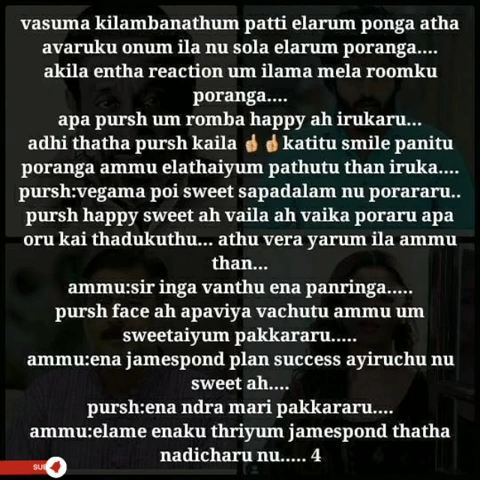 vasuma kilambanathum patti elarum ponga atha
avaruku onum ila nu sola elarum poranga....
akila entha reaction um ilama mela roomku
poranga....
apa pursh um romba happy ah irukaru...
adhi thatha pursh kaila ☝🏼☝🏼katitu smile panitu
poranga ammu elathaiyum pathutu than iruka....
pursh:vegama poi sweet sapadalam nu porararu..
pursh happy sweet ah vaila ah vaika poraru apa
oru kai thadukuthu... athu vera yarum ila ammu
than...
ammu:sir inga vanthu ena panringa.....
pursh face ah apaviya vachutu ammu um
sweetaiyum pakkararu.....
ammu:ena jamespond plan success ayiruchu nu
sweet ah....
pursh:ena ndra mari pakkararu....
ammu:elame enaku thriyum jamespond thatha
nadicharu nu..... 4